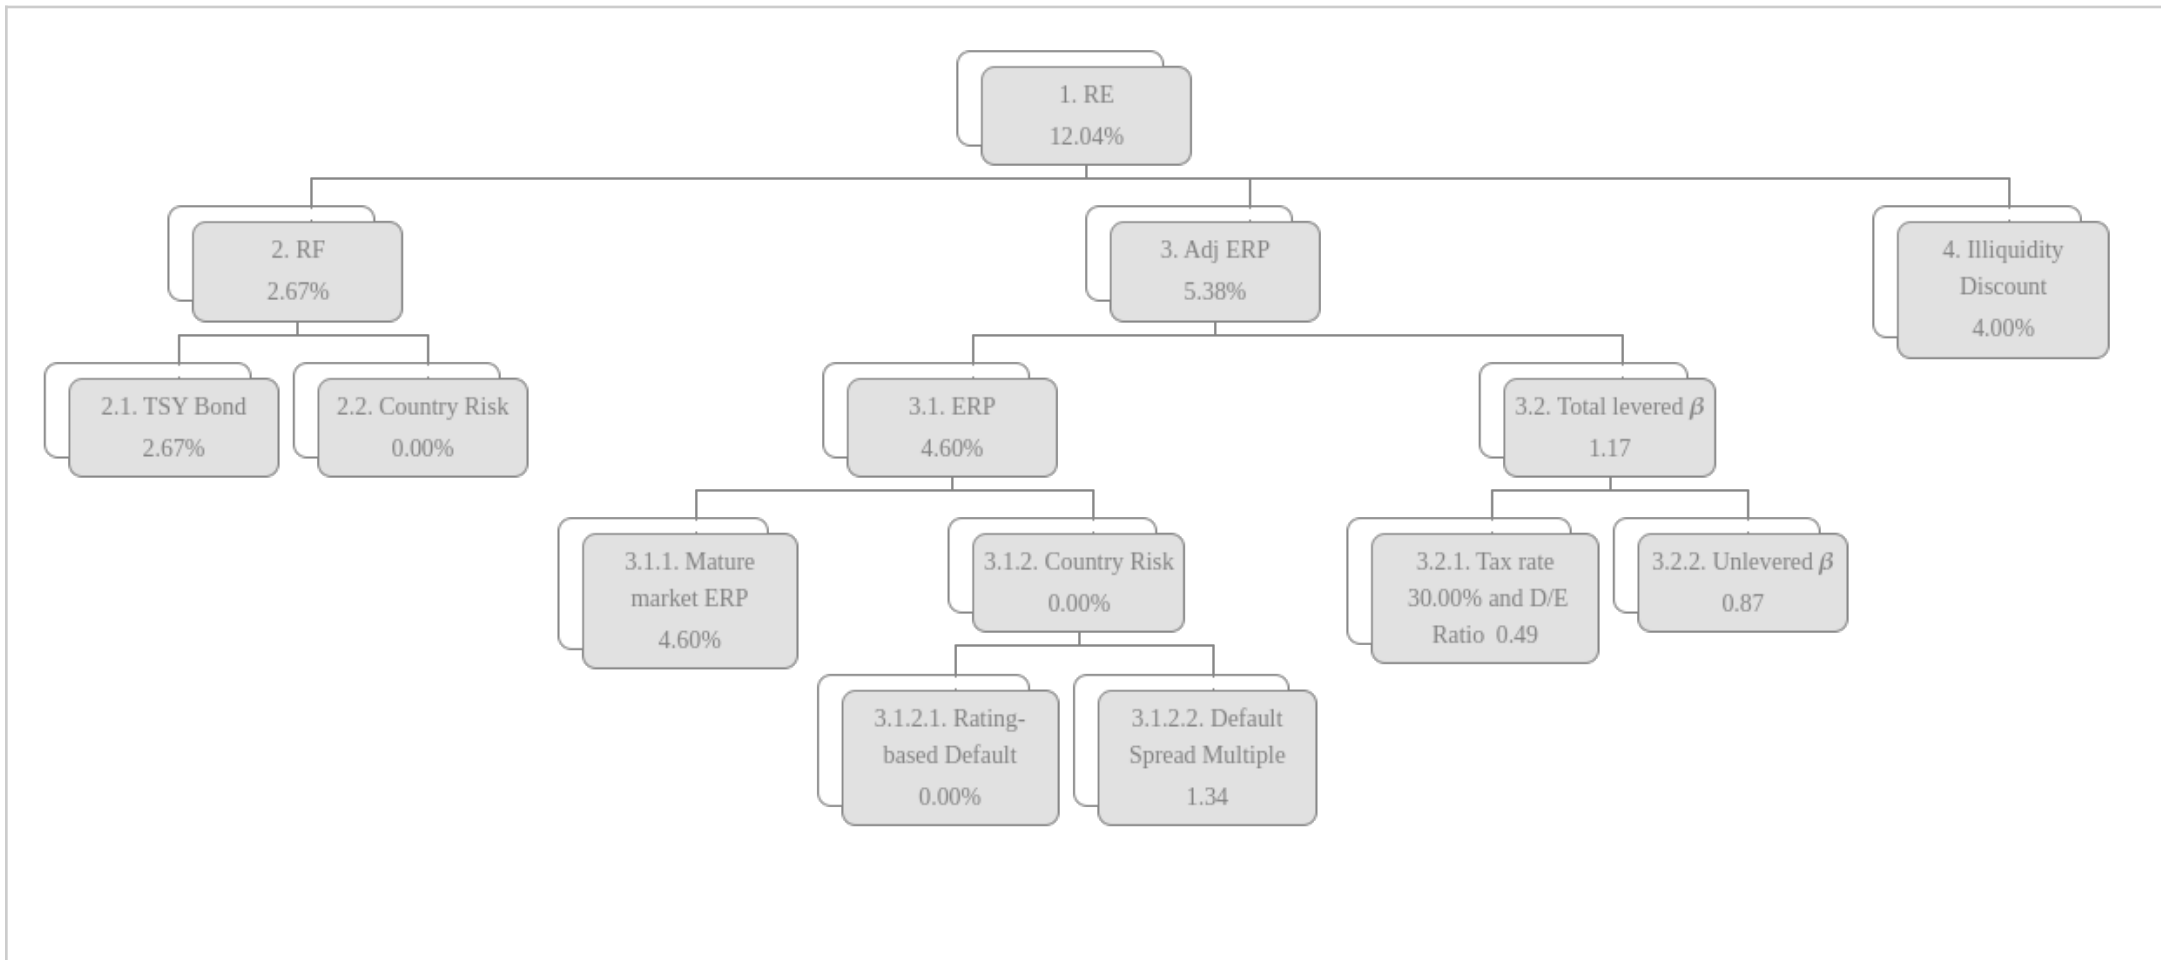 1. RE
12.04%
2. RF
2.67%
3. Adj ERP
5.38%
4. Illiquidity
Discount
4.00%
2.1. TSY Bond
2.67%
2.2. Country Risk
0.00%
3.1. ERP
4.60%
3.2. Total levered β
1.17
3.1.1. Mature
market ERP
4.60%
3.1.2. Country Risk
0.00%
3.2.1. Tax rate
30.00% and D/E
Ratio  0.49
3.2.2. Unlevered β
0.87
3.1.2.1. Rating-
based Default
0.00%
3.1.2.2. Default
Spread Multiple
1.34